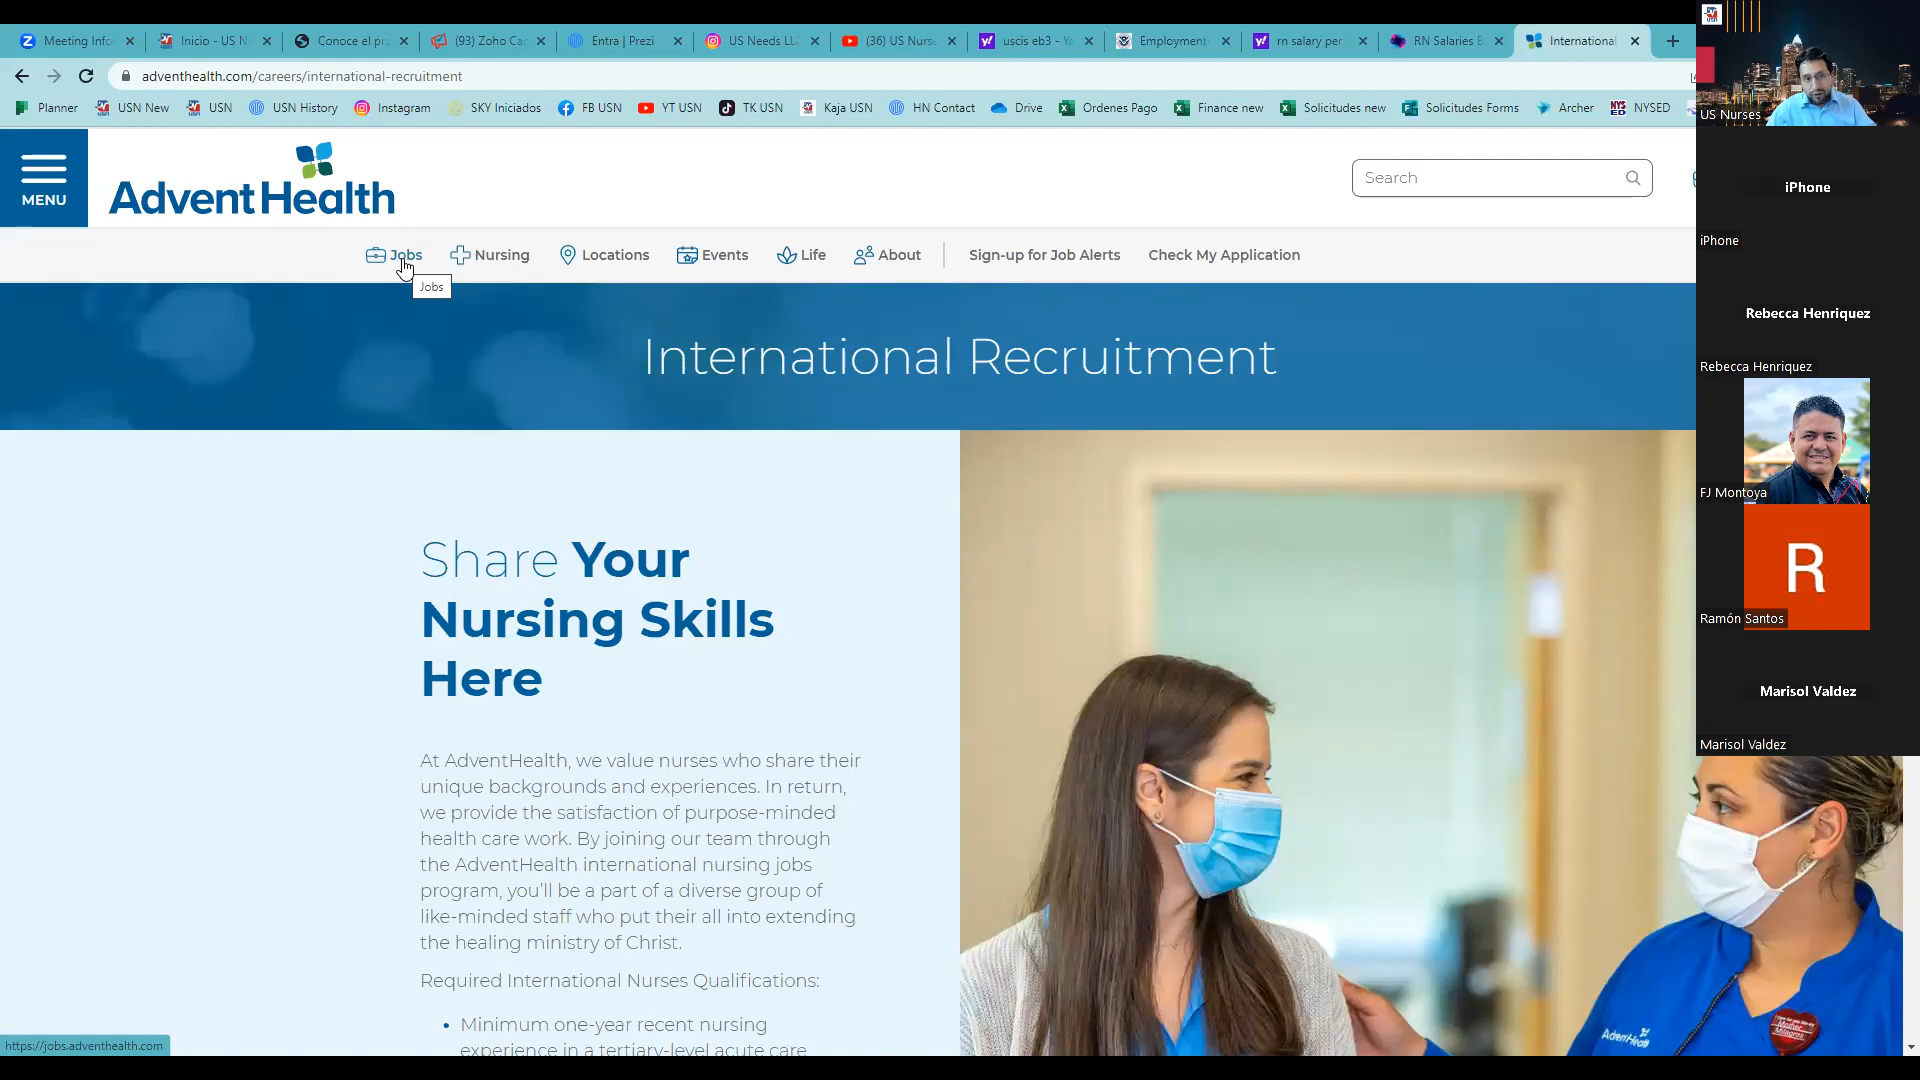 Meeting Info
Inicio - US N
Conoce el pr
(93) Zoho Ca
Entra | Prezi
US Needs LL
(36) US Nurse
uscis eb3 - Y
Employment-
rn salary per
RN Salaries B
International
adventhealth.com/careers/international-recruitment
Planner
USN New
USN
USN History
Instagram
SKY Iniciados
FB USN
YT USN
TK USN
Kaja USN
HN Contact
Drive
Ordenes Pago
Finance new
Solicitudes new
Solicitudes Forms
Archer
NYSED
MENU
AdventHealth
Search
Jobs
Nursing
Locations
Events
Life
About
Sign-up for Job Alerts
Check My Application
Jobs
International Recruitment
Share Your
Nursing Skills
Here
At AdventHealth, we value nurses who share their
unique backgrounds and experiences. In return,
we provide the satisfaction of purpose-minded
health care work. By joining our team through
the AdventHealth international nursing jobs
program, you'll be a part of a diverse group of
like-minded staff who put their all into extending
the healing ministry of Christ.
Required International Nurses Qualifications:
• Minimum one-year recent nursing
experience in a tertiary-level acute care
https://jobs.adventhealth.com
US Nurses
iPhone
iPhone
Rebecca Henriquez
Rebecca Henriquez
FJ Montoya
R
Ramón Santos
Marisol Valdez
Marisol Valdez
AdventHealth